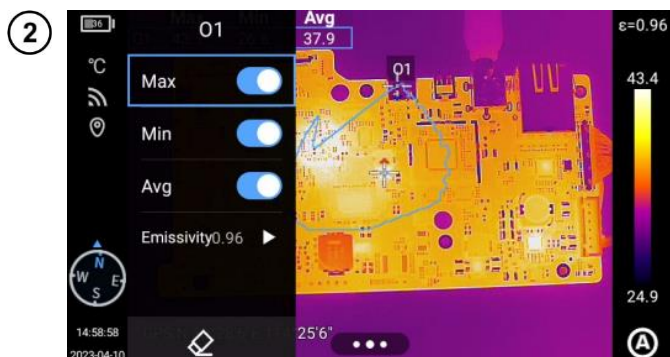 2
36
O1
Max
Min
Avg
Emissivity0.96
°C
N
W
E
S
14:58:58
2023-04-10
Avg
37.9
O1
25'6"
ε=0.96
43.4
24.9
A